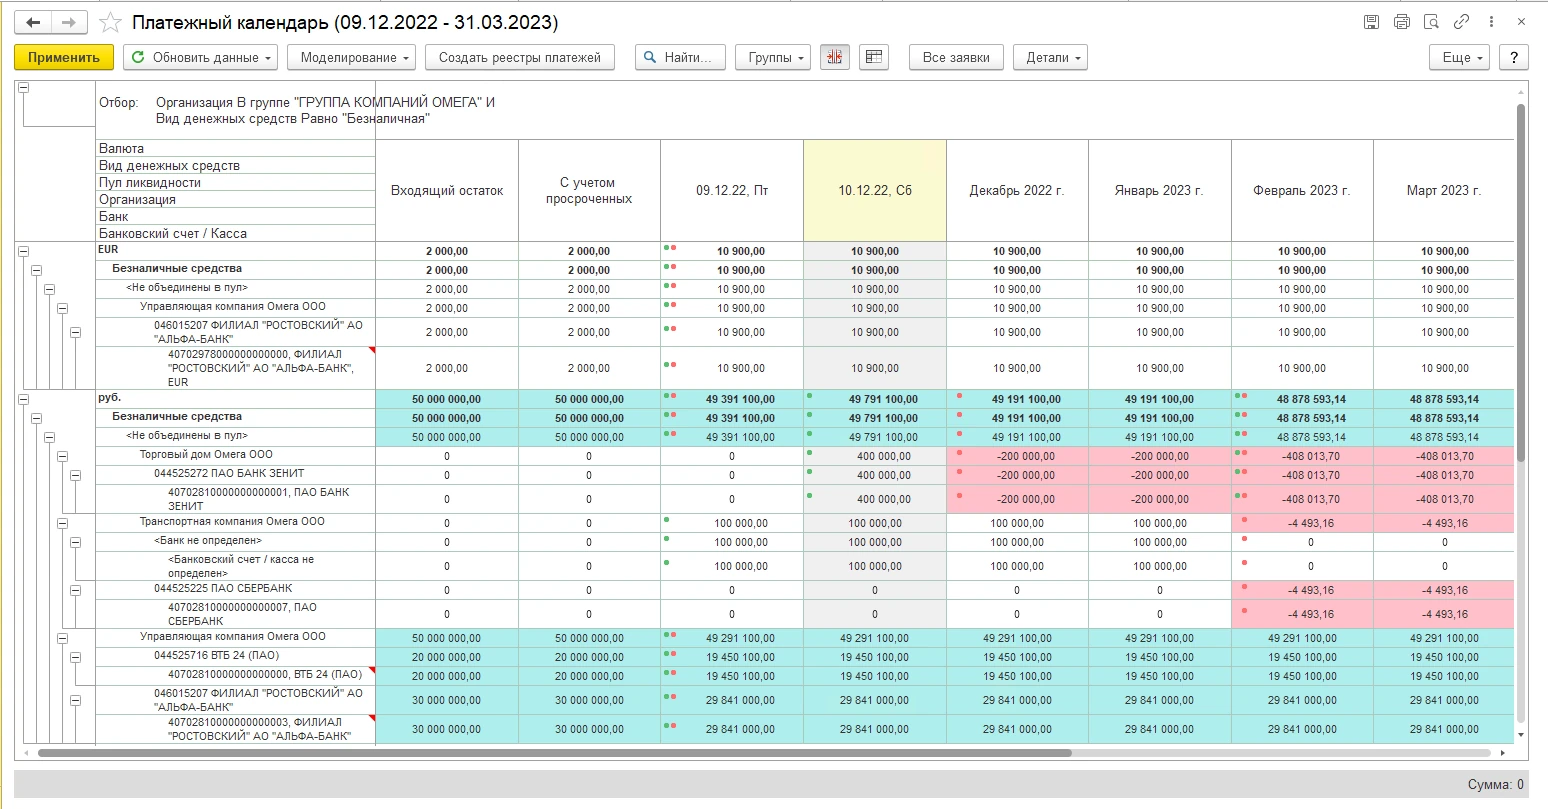 Платежный календарь (09.12.2022 - 31.03.2023)
Применить Обновить данные Моделирование Создать реестры платежей Найти... Группы Все заявки Детали Еще ?
Отбор: Организация В группе "ГРУППА КОМПАНИЙ ОМЕГА" И
Вид денежных средств Равно "Безналичная"
Валюта
Вид денежных средств
Пул ликвидности
Организация
Банк
Банковский счет / Касса
Входящий остаток
С учетом
просроченных
09.12.22, Пт
10.12.22, Сб
Декабрь 2022 г.
Январь 2023 г.
Февраль 2023 г.
Март 2023 г.
EUR 2 000,00 2 000,00 10 900,00 10 900,00 10 900,00 10 900,00 10 900,00 10 900,00
Безналичные средства 2 000,00 2 000,00 10 900,00 10 900,00 10 900,00 10 900,00 10 900,00 10 900,00
<Не объединены в пул> 2 000,00 2 000,00 10 900,00 10 900,00 10 900,00 10 900,00 10 900,00 10 900,00
Управляющая компания Омега ООО 2 000,00 2 000,00 10 900,00 10 900,00 10 900,00 10 900,00 10 900,00 10 900,00
046015207 ФИЛИАЛ "РОСТОВСКИЙ" АО
"АЛЬФА-БАНК" 2 000,00 2 000,00 10 900,00 10 900,00 10 900,00 10 900,00 10 900,00 10 900,00
40702978000000000000, ФИЛИАЛ
"РОСТОВСКИЙ" АО "АЛЬФА-БАНК", 2 000,00 2 000,00 10 900,00 10 900,00 10 900,00 10 900,00 10 900,00 10 900,00
EUR
руб. 50 000 000,00 50 000 000,00 49 391 100,00 49 791 100,00 49 191 100,00 49 191 100,00 48 878 593,14 48 878 593,14
Безналичные средства 50 000 000,00 50 000 000,00 49 391 100,00 49 791 100,00 49 191 100,00 49 191 100,00 48 878 593,14 48 878 593,14
<Не объединены в пул> 50 000 000,00 50 000 000,00 49 391 100,00 49 791 100,00 49 191 100,00 49 191 100,00 48 878 593,14 48 878 593,14
Торговый дом Омега ООО 0 0 0 400 000,00 -200 000,00 -200 000,00 -408 013,70 -408 013,70
044525272 ПАО БАНК ЗЕНИТ 0 0 0 400 000,00 -200 000,00 -200 000,00 -408 013,70 -408 013,70
40702810000000000001, ПАО БАНК
ЗЕНИТ 0 0 0 400 000,00 -200 000,00 -200 000,00 -408 013,70 -408 013,70
Транспортная компания Омега ООО 0 0 100 000,00 100 000,00 100 000,00 100 000,00 -4 493,16 -4 493,16
<Банк не определен> 0 0 100 000,00 100 000,00 100 000,00 100 000,00 0 0
<Банковский счет / касса не
определен> 0 0 100 000,00 100 000,00 100 000,00 100 000,00 0 0
044525225 ПАО СБЕРБАНК 0 0 0 0 0 0 -4 493,16 -4 493,16
40702810000000000007, ПАО
СБЕРБАНК 0 0 0 0 0 0 -4 493,16 -4 493,16
Управляющая компания Омега ООО 50 000 000,00 50 000 000,00 49 291 100,00 49 291 100,00 49 291 100,00 49 291 100,00 49 291 100,00 49 291 100,00
044525716 ВТБ 24 (ПАО) 20 000 000,00 20 000 000,00 19 450 100,00 19 450 100,00 19 450 100,00 19 450 100,00 19 450 100,00 19 450 100,00
40702810000000000000, ВТБ 24 (ПАО) 20 000 000,00 20 000 000,00 19 450 100,00 19 450 100,00 19 450 100,00 19 450 100,00 19 450 100,00 19 450 100,00
046015207 ФИЛИАЛ "РОСТОВСКИЙ" АО
"АЛЬФА-БАНК" 30 000 000,00 30 000 000,00 29 841 000,00 29 841 000,00 29 841 000,00 29 841 000,00 29 841 000,00 29 841 000,00
40702810000000000003, ФИЛИАЛ
"РОСТОВСКИЙ" АО "АЛЬФА-БАНК" 30 000 000,00 30 000 000,00 29 841 000,00 29 841 000,00 29 841 000,00 29 841 000,00 29 841 000,00 29 841 000,00
Сумма: 0